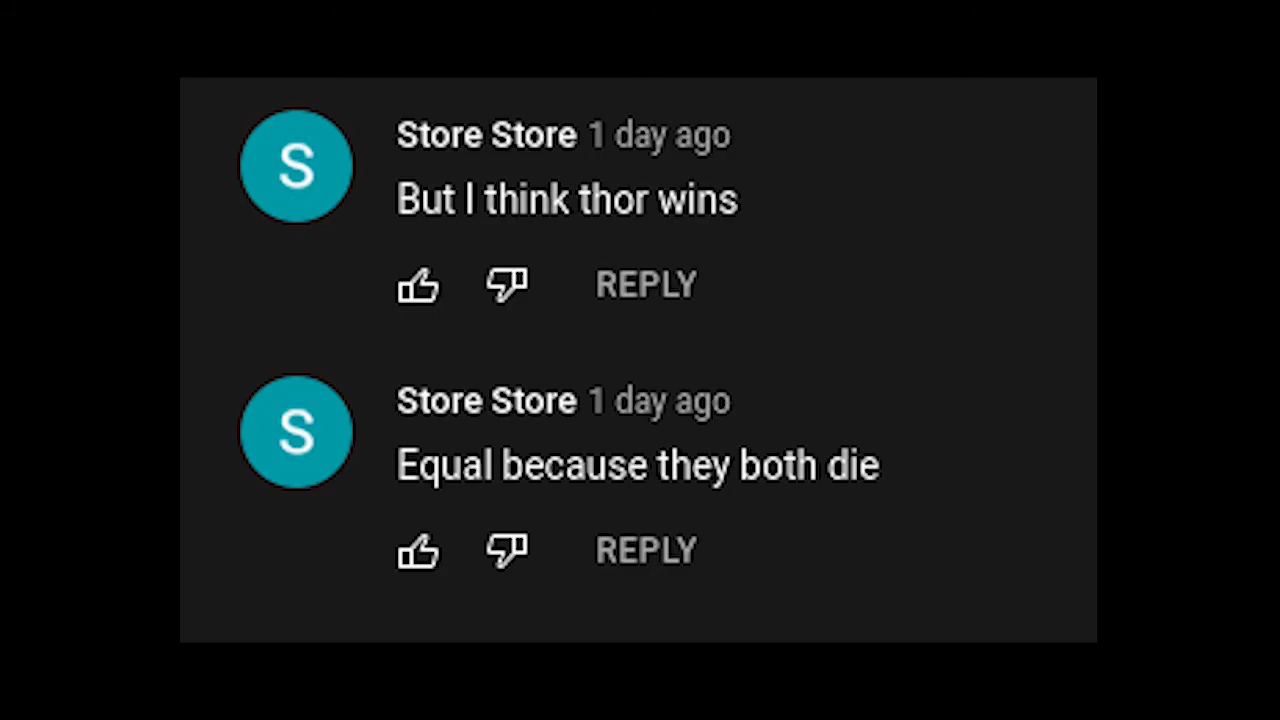 S
Store Store 1 day ago
But I think thor wins
REPLY
S
Store Store 1 day ago
Equal because they both die
REPLY